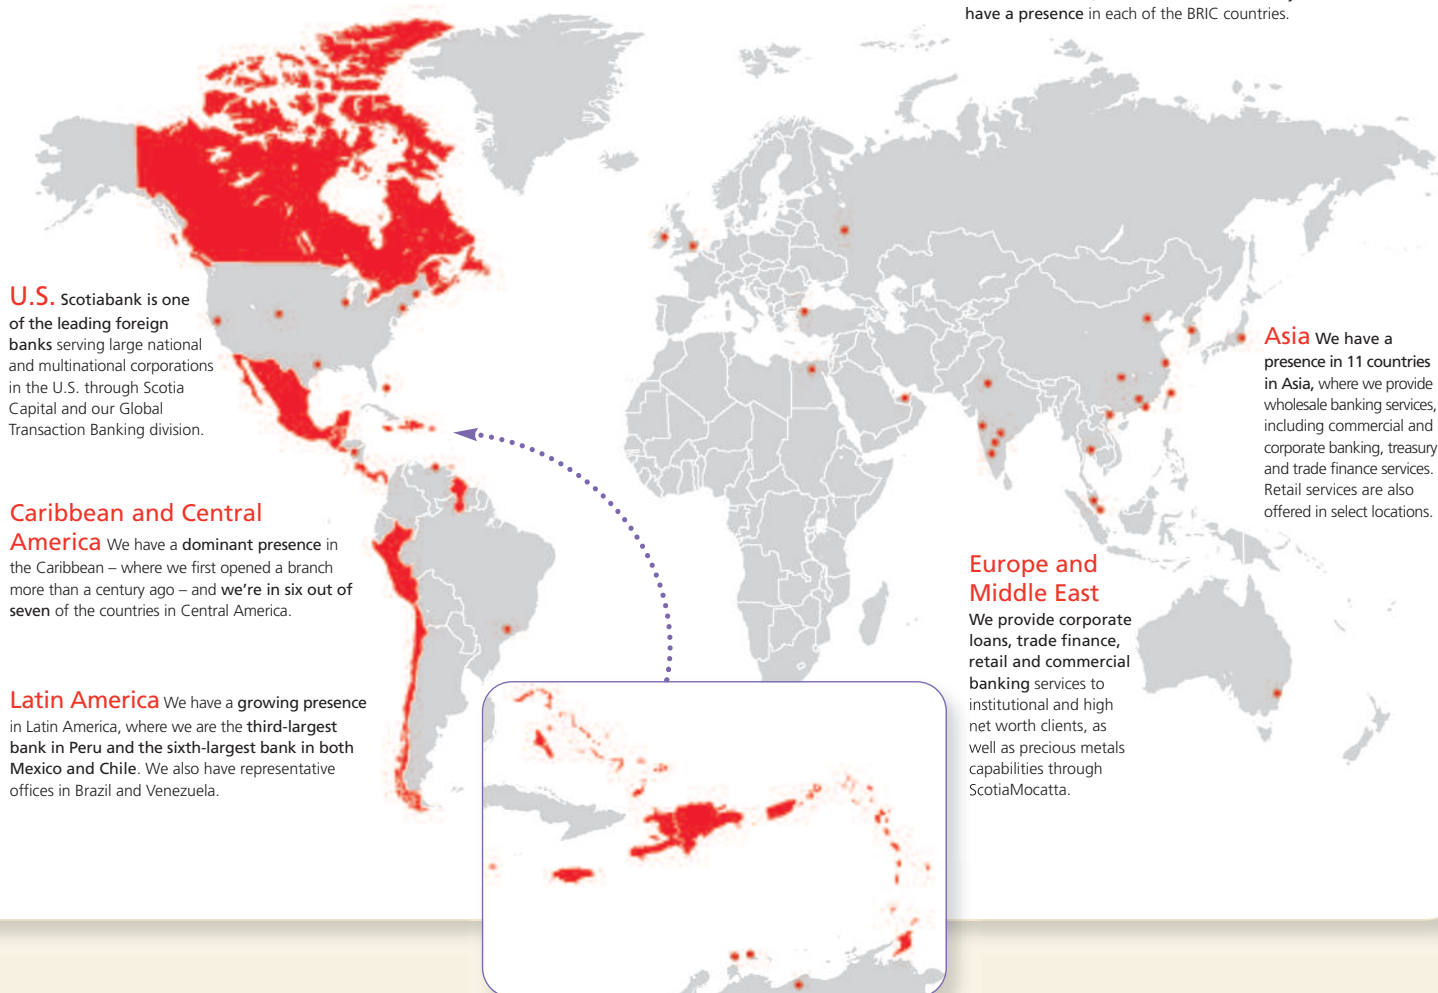 have a presence in each of the BRIC countries.
U.S. Scotiabank is one
of the leading foreign
banks serving large national
and multinational corporations
in the U.S. through Scotia
Capital and our Global
Transaction Banking division.
Caribbean and Central
America We have a dominant presence in
the Caribbean – where we first opened a branch
more than a century ago – and we're in six out of
seven of the countries in Central America.
Latin America We have a growing presence
in Latin America, where we are the third-largest
bank in Peru and the sixth-largest bank in both
Mexico and Chile. We also have representative
offices in Brazil and Venezuela.
Europe and
Middle East
We provide corporate
loans, trade finance,
retail and commercial
banking services to
institutional and high
net worth clients, as
well as precious metals
capabilities through
ScotiaMocatta.
Asia We have a
presence in 11 countries
in Asia, where we provide
wholesale banking services,
including commercial and
corporate banking, treasury
and trade finance services.
Retail services are also
offered in select locations.